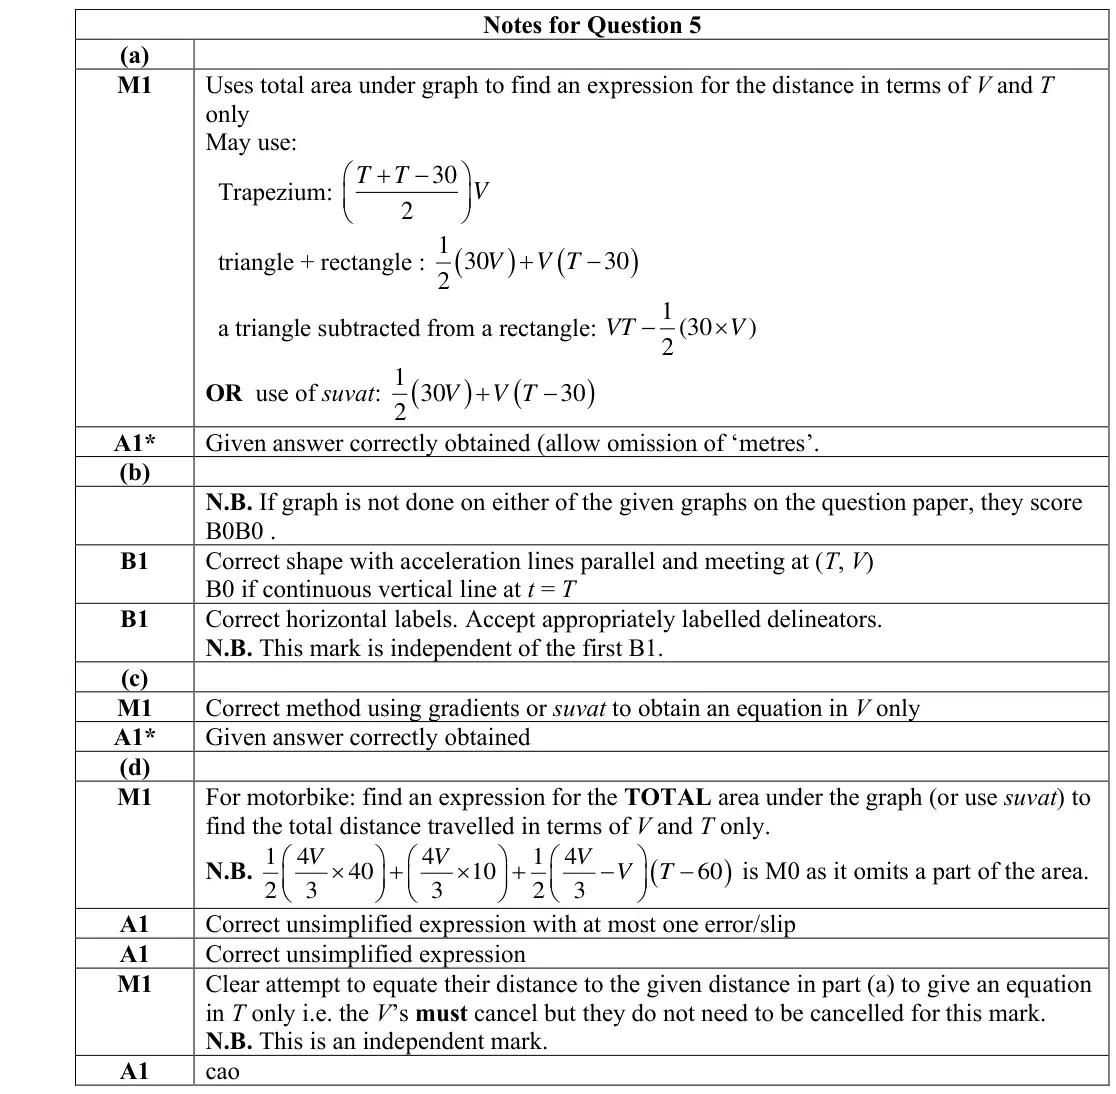 Notes for Question 5
(a)
M1 Uses total area under graph to find an expression for the distance in terms of V and T
only
May use:
Trapezium: ((T + T − 30)/2)V
triangle + rectangle : 1/2(30V) + V(T − 30)
a triangle subtracted from a rectangle: VT − 1/2(30×V)
OR use of suvat: 1/2(30V) + V(T − 30)
A1* Given answer correctly obtained (allow omission of ‘metres’.
(b)
N.B. If graph is not done on either of the given graphs on the question paper, they score
B0B0 .
B1 Correct shape with acceleration lines parallel and meeting at (T, V)
B0 if continuous vertical line at t = T
B1 Correct horizontal labels. Accept appropriately labelled delineators.
N.B. This mark is independent of the first B1.
(c)
M1 Correct method using gradients or suvat to obtain an equation in V only
A1* Given answer correctly obtained
(d)
M1 For motorbike: find an expression for the TOTAL area under the graph (or use suvat) to
find the total distance travelled in terms of V and T only.
N.B. 1/2(4V/3 × 40) + (4V/3 × 10) + 1/2(4V/3 − V)(T − 60) is M0 as it omits a part of the area.
A1 Correct unsimplified expression with at most one error/slip
A1 Correct unsimplified expression
M1 Clear attempt to equate their distance to the given distance in part (a) to give an equation
in T only i.e. the V’s must cancel but they do not need to be cancelled for this mark.
N.B. This is an independent mark.
A1 cao